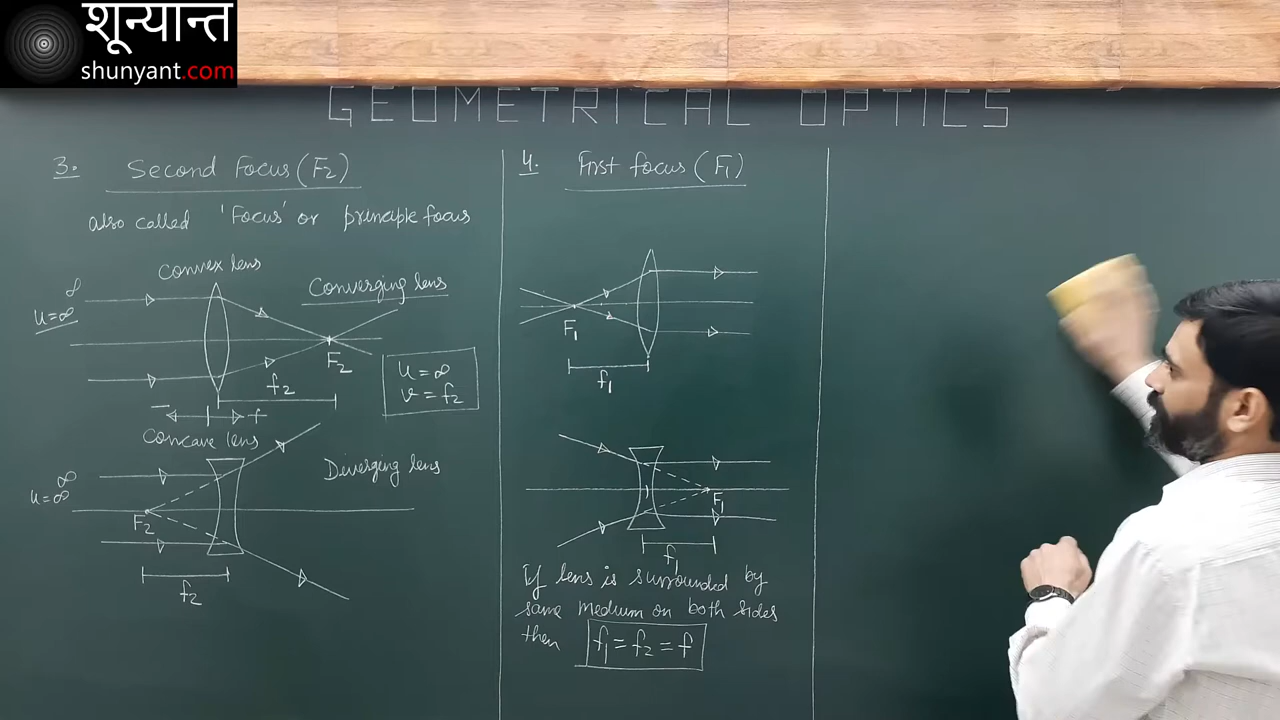 शून्यान्त
shunyant.com
GEOMETRICAL OPTICS
3. Second Focus (F₂)
also called 'Focus' or principle focus
Convex lens
Converging lens
∞
u=∞
F₂
f₂
u = ∞
v = f₂
− +
Concave lens
Diverging lens
∞
u=∞
F₂
f₂
4. First focus (F₁)
F₁
f₁
F₁
f₁
If lens is surrounded by
same medium on both sides
then f₁ = f₂ = f